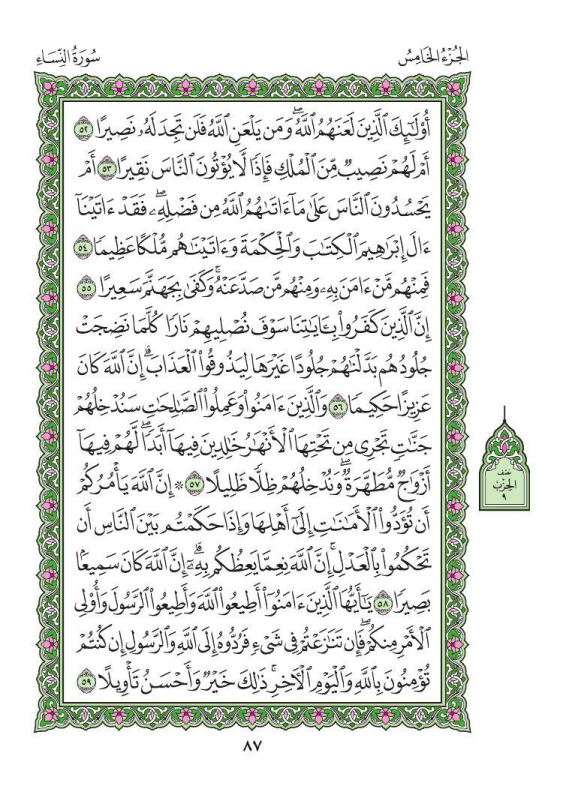 الجُزْءُ الخَامِسُ
سُورَةُ النِّسَاءِ
أُوْلَٰٓئِكَ ٱلَّذِينَ لَعَنَهُمُ ٱللَّهُۖ وَمَن يَلۡعَنِ ٱللَّهُ فَلَن تَجِدَ لَهُۥ نَصِيرًا ٥٢
أَمۡ لَهُمۡ نَصِيبٞ مِّنَ ٱلۡمُلۡكِ فَإِذٗا لَّا يُؤۡتُونَ ٱلنَّاسَ نَقِيرًا ٥٣ أَمۡ
يَحۡسُدُونَ ٱلنَّاسَ عَلَىٰ مَآ ءَاتَىٰهُمُ ٱللَّهُ مِن فَضۡلِهِۦۖ فَقَدۡ ءَاتَيۡنَآ
ءَالَ إِبۡرَٰهِيمَ ٱلۡكِتَٰبَ وَٱلۡحِكۡمَةَ وَءَاتَيۡنَٰهُم مُّلۡكًا عَظِيمٗا ٥٤
فَمِنۡهُم مَّنۡ ءَامَنَ بِهِۦ وَمِنۡهُم مَّن صَدَّ عَنۡهُۚ وَكَفَىٰ بِجَهَنَّمَ سَعِيرًا ٥٥
إِنَّ ٱلَّذِينَ كَفَرُواْ بِـَٔايَٰتِنَا سَوۡفَ نُصۡلِيهِمۡ نَارٗا كُلَّمَا نَضِجَتۡ
جُلُودُهُم بَدَّلۡنَٰهُمۡ جُلُودًا غَيۡرَهَا لِيَذُوقُواْ ٱلۡعَذَابَۗ إِنَّ ٱللَّهَ كَانَ
عَزِيزًا حَكِيمٗا ٥٦ وَٱلَّذِينَ ءَامَنُواْ وَعَمِلُواْ ٱلصَّٰلِحَٰتِ سَنُدۡخِلُهُمۡ
جَنَّٰتٖ تَجۡرِي مِن تَحۡتِهَا ٱلۡأَنۡهَٰرُ خَٰلِدِينَ فِيهَآ أَبَدٗاۖ لَّهُمۡ فِيهَآ
أَزۡوَٰجٞ مُّطَهَّرَةٞۖ وَنُدۡخِلُهُمۡ ظِلّٗا ظَلِيلًا ٥٧ ۞ إِنَّ ٱللَّهَ يَأۡمُرُكُمۡ
أَن تُؤَدُّواْ ٱلۡأَمَٰنَٰتِ إِلَىٰٓ أَهۡلِهَا وَإِذَا حَكَمۡتُم بَيۡنَ ٱلنَّاسِ أَن
تَحۡكُمُواْ بِٱلۡعَدۡلِۚ إِنَّ ٱللَّهَ نِعِمَّا يَعِظُكُم بِهِۦٓۗ إِنَّ ٱللَّهَ كَانَ سَمِيعَۢا
بَصِيرٗا ٥٨ يَٰٓأَيُّهَا ٱلَّذِينَ ءَامَنُوٓاْ أَطِيعُواْ ٱللَّهَ وَأَطِيعُواْ ٱلرَّسُولَ وَأُوْلِي
ٱلۡأَمۡرِ مِنكُمۡۖ فَإِن تَنَٰزَعۡتُمۡ فِي شَيۡءٖ فَرُدُّوهُ إِلَى ٱللَّهِ وَٱلرَّسُولِ إِن كُنتُمۡ
تُؤۡمِنُونَ بِٱللَّهِ وَٱلۡيَوۡمِ ٱلۡأٓخِرِۚ ذَٰلِكَ خَيۡرٞ وَأَحۡسَنُ تَأۡوِيلًا ٥٩
نصف
الحزب
٩
٨٧